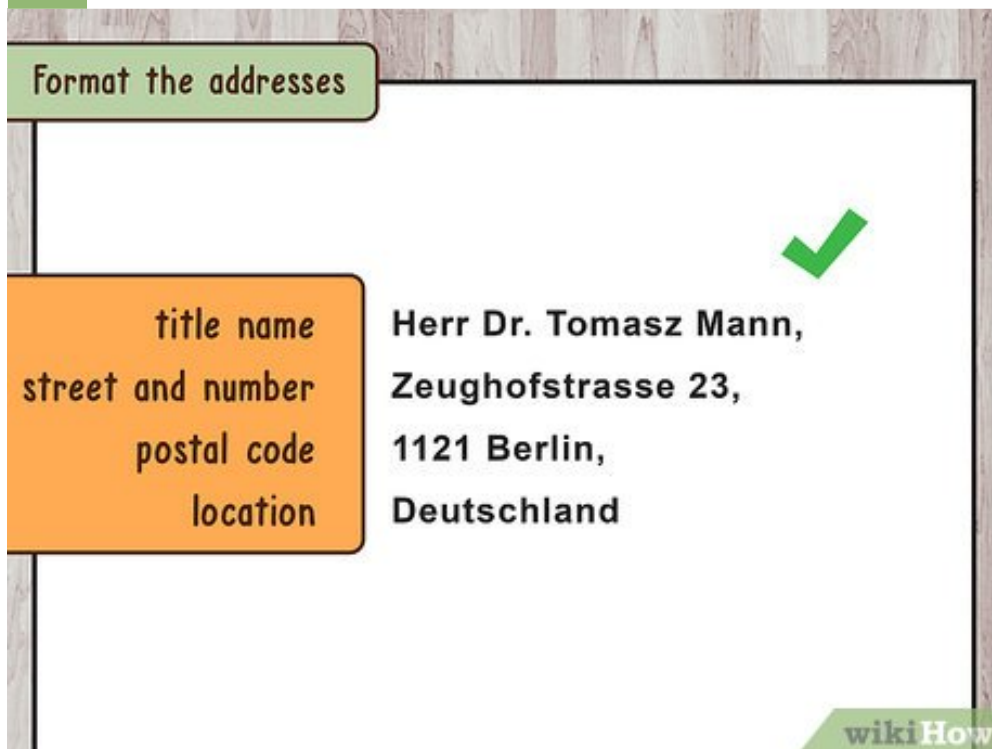 Format the addresses
title name
Herr Dr. Tomasz Mann,
street and number
Zeughofstrasse 23,
postal code
1121 Berlin,
location
Deutschland
wikiHow